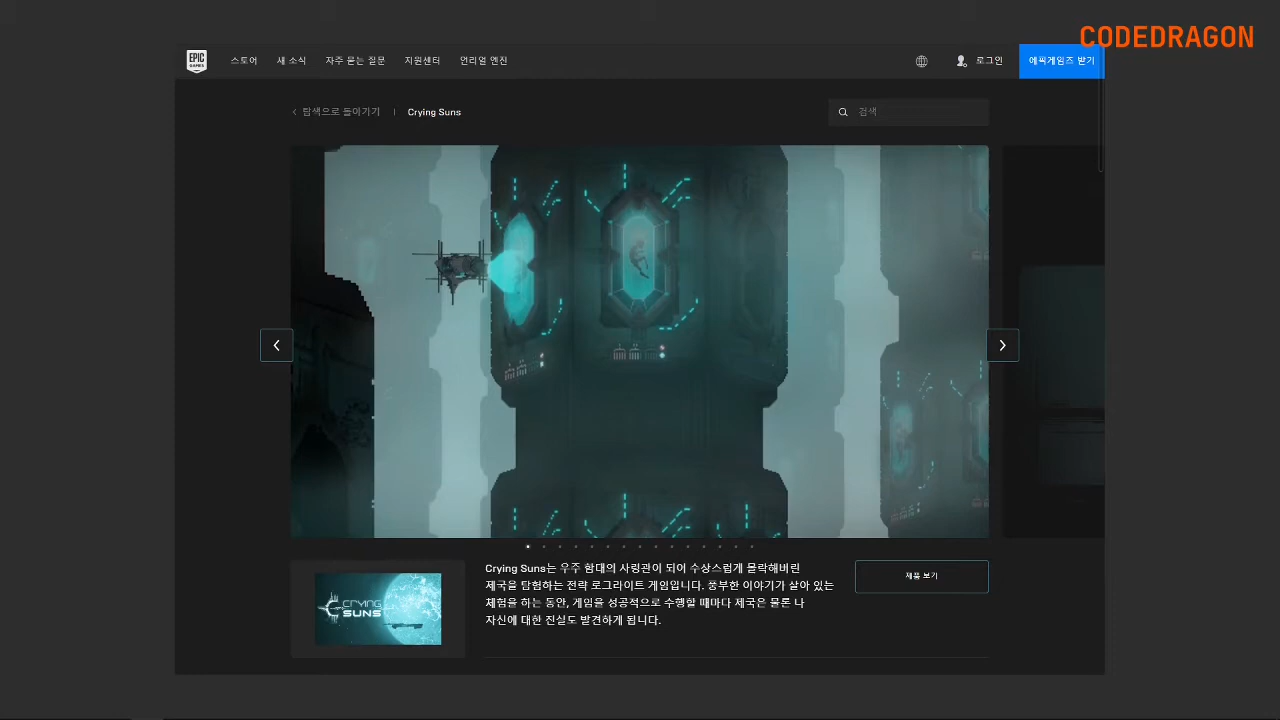 CODEDRAGON
EPIC GAMES
스토어 새 소식 자주 묻는 질문 지원센터 언리얼 엔진 로그인 에픽게임즈 받기
탐색으로 돌아가기 | Crying Suns 검색
Crying Suns는 우주 함대의 사령관이 되어 수상스럽게 몰락해버린 제품 보기
제국을 탐험하는 전략 로그라이트 게임입니다. 풍부한 이야기가 살아 있는
체험을 하는 동안, 게임을 성공적으로 수행할 때마다 제국은 물론 나
자신에 대한 진실도 발견하게 됩니다.
CRYING
SUNS